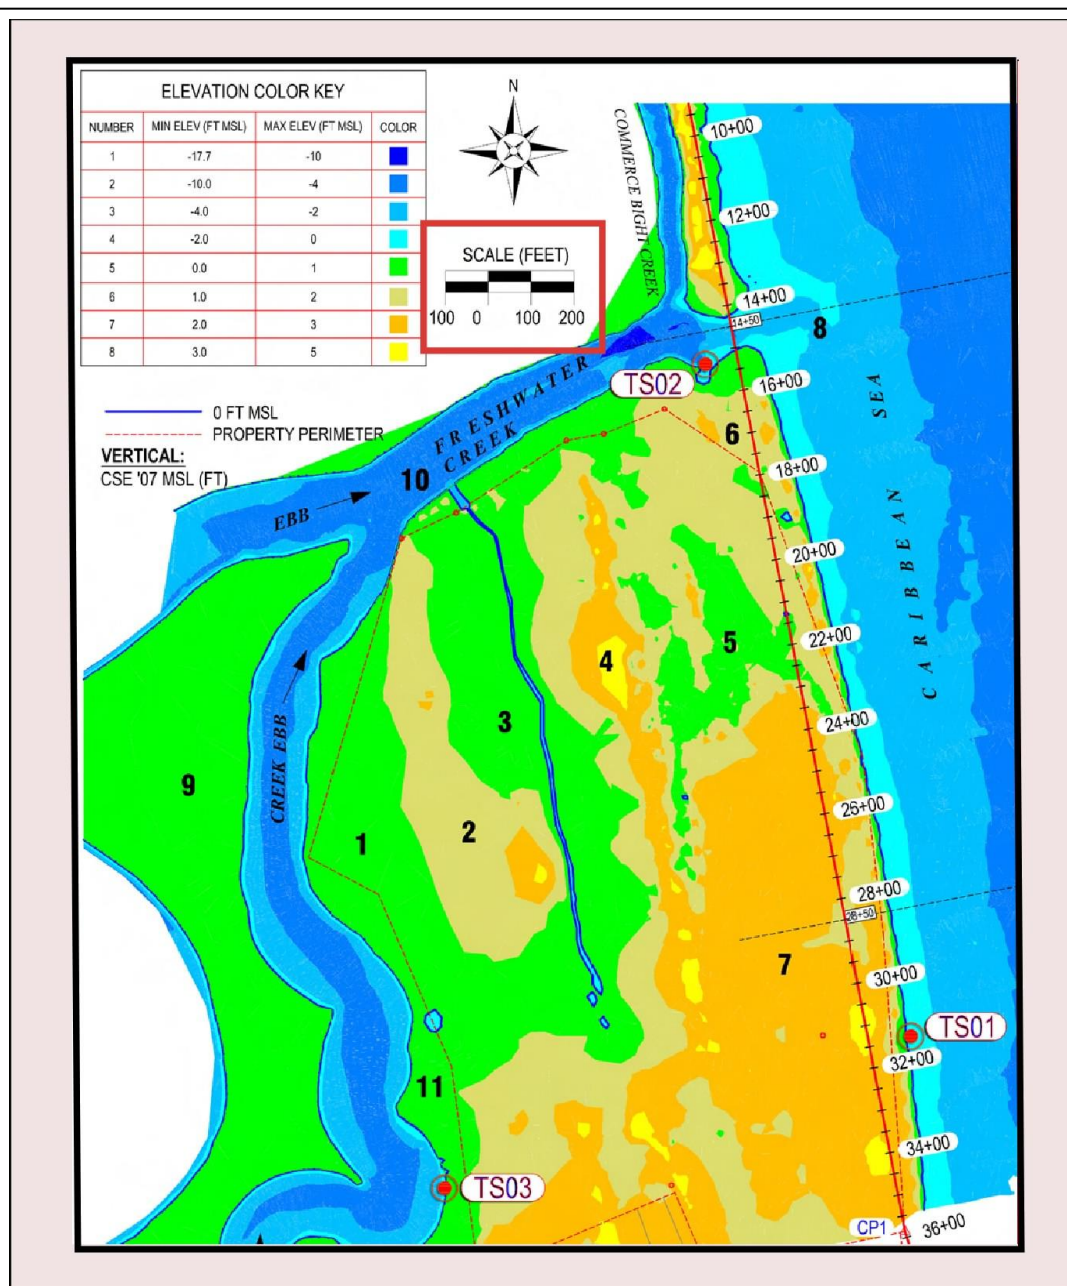 ELEVATION COLOR KEY
NUMBER MIN ELEV (FT MSL) MAX ELEV (FT MSL) COLOR
1 -17.7 -10
2 -10.0 -4
3 -4.0 -2
4 -2.0 0
5 0.0 1
6 1.0 2
7 2.0 3
8 3.0 5
N
SCALE (FEET)
100 0 100 200
COMMERCE BIGHT CREEK
10+00
12+00
14+00
14+50
8
TS02
16+00
0 FT MSL
PROPERTY PERIMETER
VERTICAL:
CSE '07 MSL (FT)
FRESHWATER
CREEK
CARIBBEAN SEA
6
10
18+00
EBB
20+00
22+00
5
4
3
24+00
CREEK EBB
9
26+00
2
1
28+00
28+50
7
30+00
TS01
32+00
11
34+00
TS03
CP1
36+00